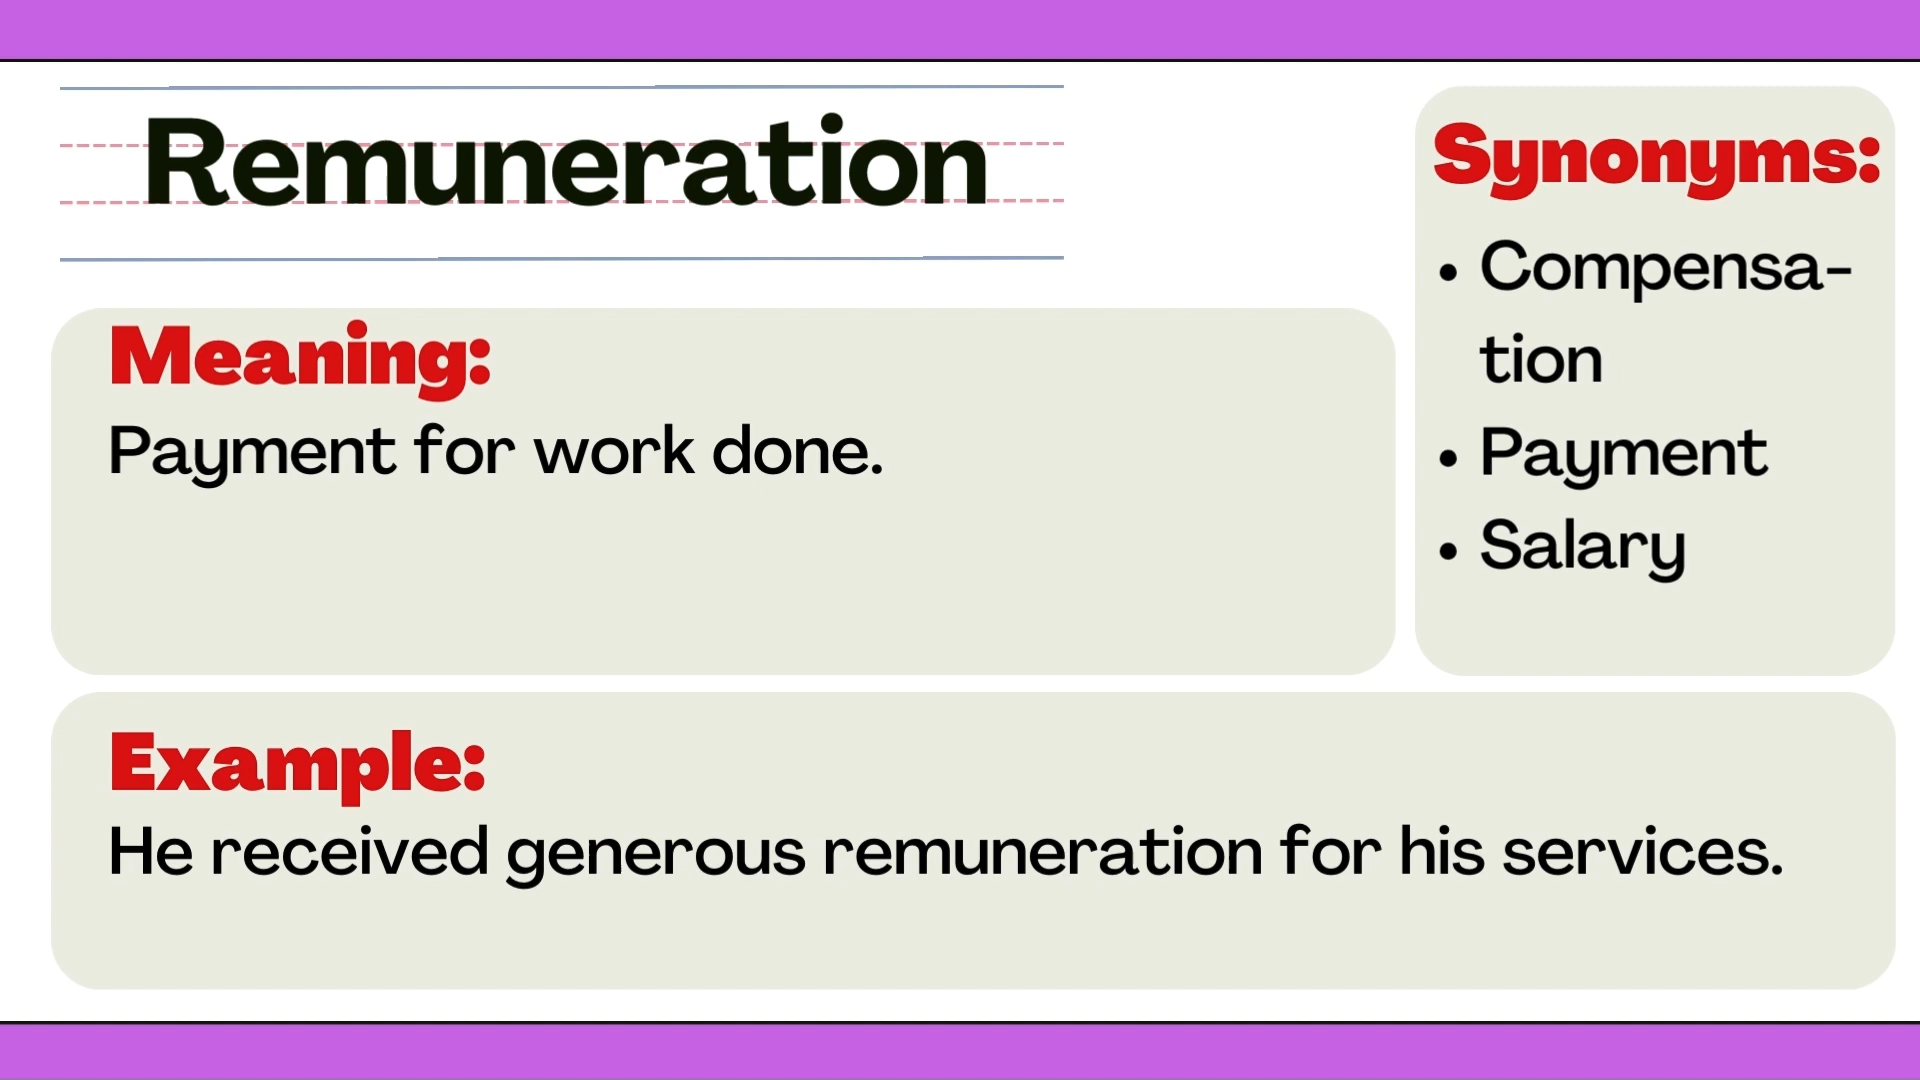 Remuneration
Meaning:
Payment for work done.
Synonyms:
• Compensa-
tion
• Payment
• Salary
Example:
He received generous remuneration for his services.